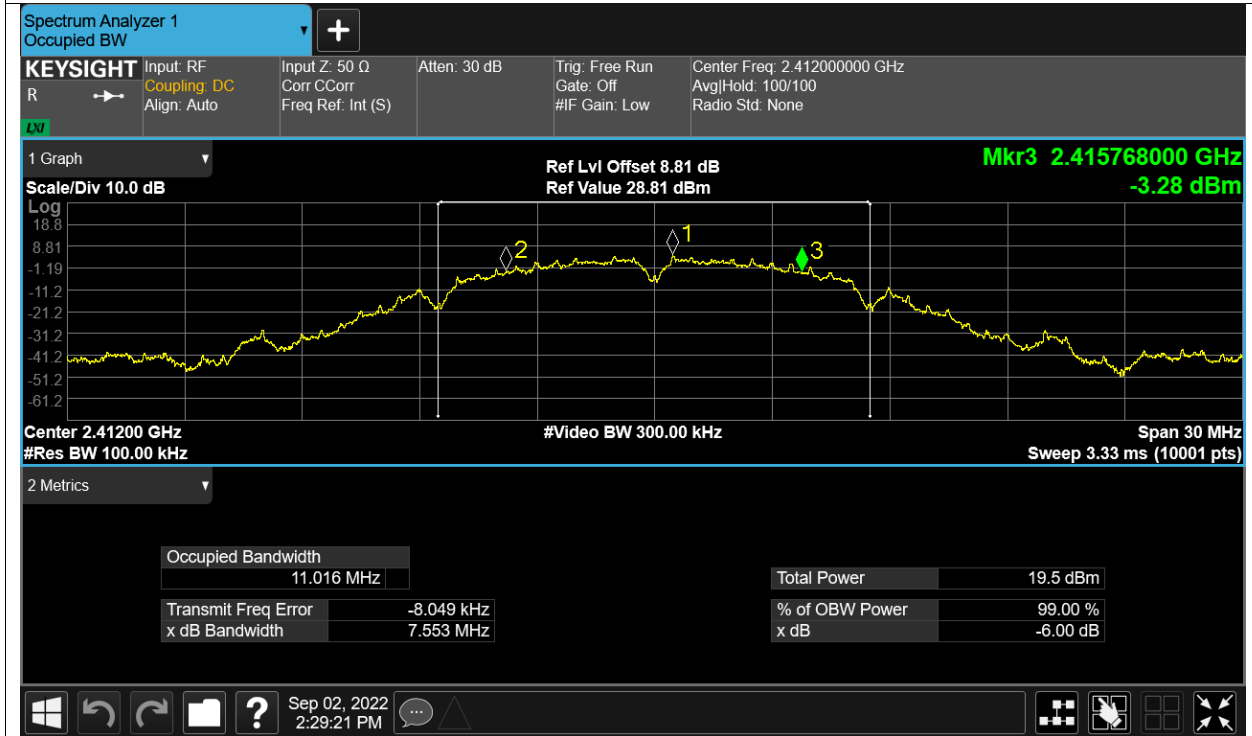 Spectrum Analyzer 1
Occupied BW
KEYSIGHT
R
LXI
Input: RF
Coupling: DC
Align: Auto
Input Z: 50 Ω
Corr CCorr
Freq Ref: Int (S)
Atten: 30 dB
Trig: Free Run
Gate: Off
#IF Gain: Low
Center Freq: 2.412000000 GHz
Avg|Hold: 100/100
Radio Std: None
1 Graph
Scale/Div 10.0 dB
Ref Lvl Offset 8.81 dB
Ref Value 28.81 dBm
Mkr3 2.415768000 GHz
-3.28 dBm
Log
18.8
8.81
-1.19
-11.2
-21.2
-31.2
-41.2
-51.2
-61.2
2
1
3
Center 2.41200 GHz
#Res BW 100.00 kHz
#Video BW 300.00 kHz
Span 30 MHz
Sweep 3.33 ms (10001 pts)
2 Metrics
Occupied Bandwidth
11.016 MHz
Transmit Freq Error -8.049 kHz
x dB Bandwidth 7.553 MHz
Total Power 19.5 dBm
% of OBW Power 99.00 %
x dB -6.00 dB
?
Sep 02, 2022
2:29:21 PM